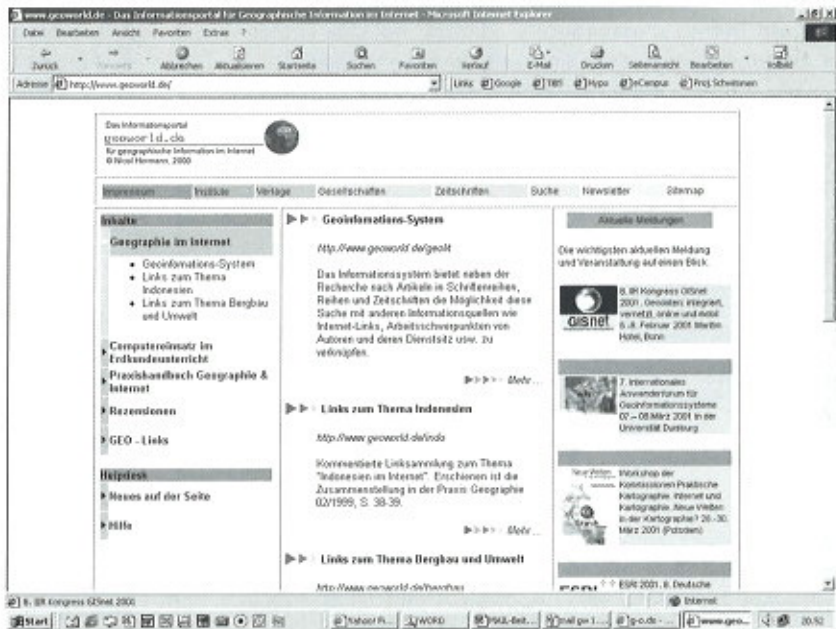 www.geoworld.de - Das Informationsportal für Geographische Information im Internet - Microsoft Internet Explorer
Datei Bearbeiten Ansicht Favoriten Extras ?
Zurück Abbrechen Aktualisieren Startseite Suchen Favoriten Verlauf E-Mail Drucken Seitenansicht Bearbeiten Vollbild
Adresse http://www.geoworld.de/ Links Google eCampus
Das Informationsportal
geoworld.de
für geographische Information im Internet
© Nicol Hermann, 2000
Impressum Institute Verlage Gesellschaften Zeitschriften Suche Newsletter Sitemap
Inhalte
Geographie im Internet
Geoinfomations-System
Links zum Thema
Indonesien
Links zum Thema Bergbau
und Umwelt
Computereinsatz im
Erdkundeunterricht
Praxishandbuch Geographie &
Internet
Rezensionen
GEO - Links
Helpdesk
Neues auf der Seite
Hilfe
Geoinfomations-System
http://www.geoworld.de/geolit
Das Informationssystem bietet neben der
Recherche nach Artikeln in Schriftenreihen,
Reihen und Zeitschriften die Möglichkeit diese
Suche mit anderen Informationsquellen wie
Internet-Links, Arbeitsschwerpunkten von
Autoren und deren Dienstsitz usw. zu
verknüpfen.
Mehr ...
Links zum Thema Indonesien
http://www.geoworld.de/indo
Kommentierte Linksammlung zum Thema
"Indonesien im Internet". Erschienen ist die
Zusammenstellung in der Praxis Geographie
02/1999, S. 38-39.
Mehr ...
Links zum Thema Bergbau und Umwelt
http://www.geoworld.de/bergbau
Aktuelle Meldungen
Die wichtigsten aktuellen Meldung
und Veranstaltung auf einen Blick.
GISnet
8. IIR Kongress GISnet
2001. Geodaten integriert,
vernetzt, online und mobil
6.-8. Februar 2001 Maritim
Hotel, Bonn
7. Internationales
Anwenderforum für
Geoinformationssysteme
07. - 08.März 2001 in der
Universität Duisburg
Neue Welten
Workshop der
Kommissionen Praktische
Kartographie. Internet und
Kartographie. Neue Welten
in der Kartographie? 28.-30.
März 2001 (Potsdam)
ESRI
ESRI 2001. 8. Deutsche
8. IIR Kongress GISnet 2001 Internet
Start Yahoo! WORD 20:52